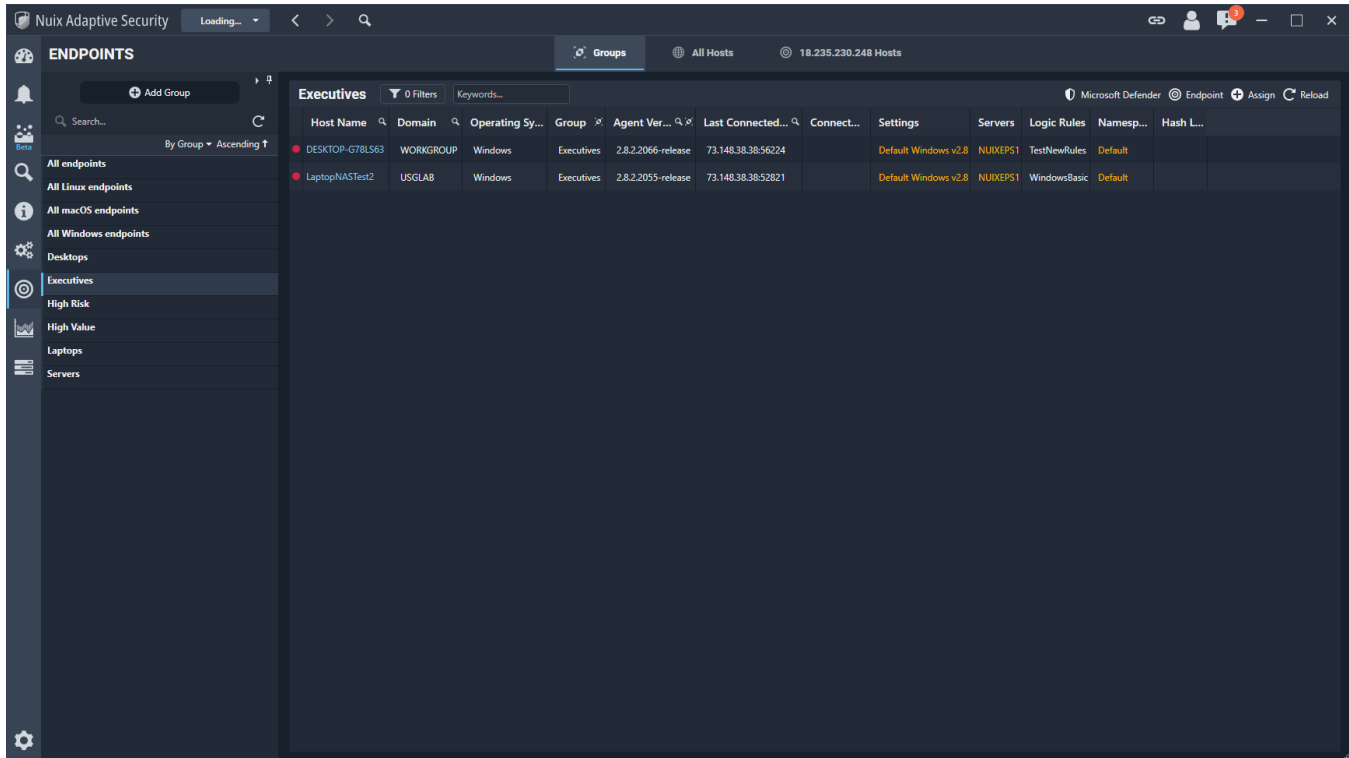 Nuix Adaptive Security Loading...
ENDPOINTS Groups All Hosts 18.235.230.248 Hosts
Add Group
Search...
By Group Ascending
All endpoints
All Linux endpoints
All macOS endpoints
All Windows endpoints
Desktops
Executives
High Risk
High Value
Laptops
Servers
Beta
3
Executives 0 Filters Keywords... Microsoft Defender Endpoint Assign Reload
Host Name Domain Operating Sy... Group Agent Ver... Last Connected... Connect... Settings Servers Logic Rules Namesp... Hash L...
DESKTOP-G78LS63 WORKGROUP Windows Executives 2.8.2.2066-release 73.148.38.38:56224 Default Windows v2.8 NUIXEPS1 TestNewRules Default
LaptopNASTest2 USGLAB Windows Executives 2.8.2.2055-release 73.148.38.38:52821 Default Windows v2.8 NUIXEPS1 WindowsBasic Default